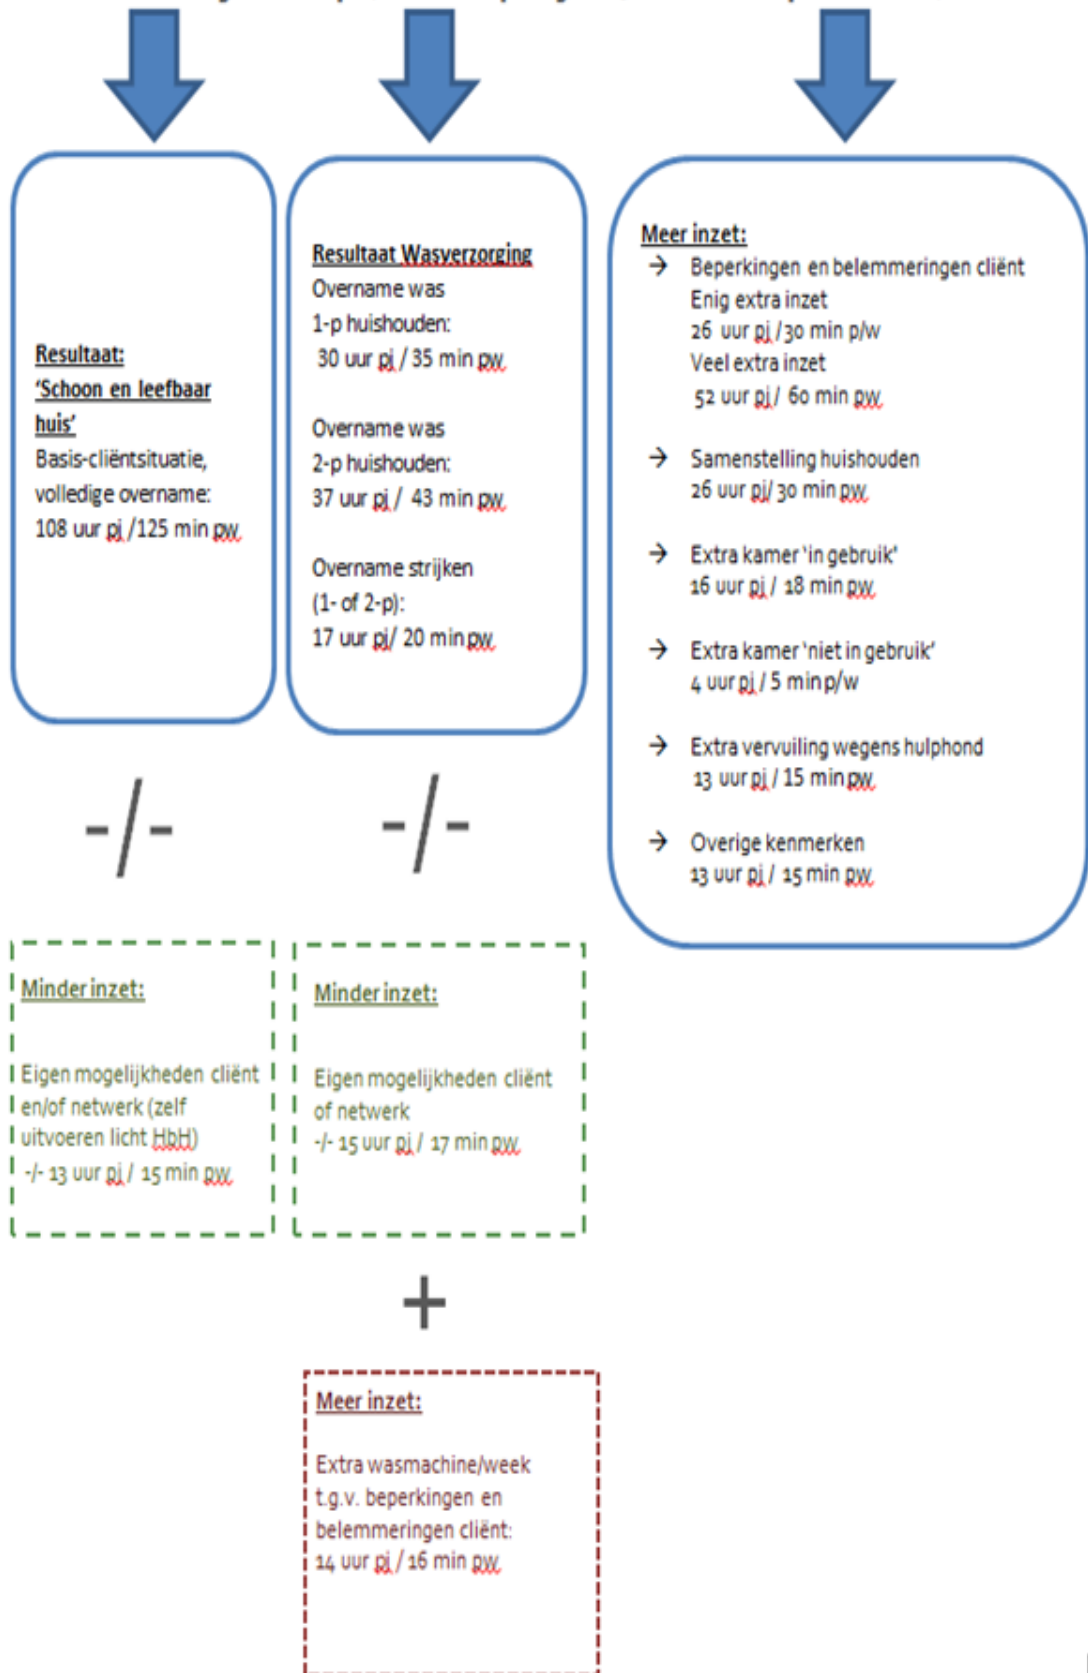 Resultaat:
‘Schoon en leefbaar
huis’
Basis-cliëntsituatie,
volledige overname:
108 uur pj /125 min pw
Resultaat Wasverzorging
Overname was
1-p huishouden:
30 uur pj / 35 min pw
Overname was
2-p huishouden:
37 uur pj / 43 min pw
Overname strijken
(1- of 2-p):
17 uur pj/ 20 min pw
Meer inzet:
→ Beperkingen en belemmeringen cliënt
Enig extra inzet
26 uur pj /30 min p/w
Veel extra inzet
52 uur pj/ 60 min pw
→ Samenstelling huishouden
26 uur pj/ 30 min pw
→ Extra kamer ‘in gebruik’
16 uur pj / 18 min pw
→ Extra kamer ‘niet in gebruik’
4 uur pj / 5 min p/w
→ Extra vervuiling wegens hulphond
13 uur pj / 15 min pw
→ Overige kenmerken
13 uur pj / 15 min pw
-/-
-/-
Minder inzet:
Eigen mogelijkheden cliënt
en/of netwerk (zelf
uitvoeren licht HbH)
-/- 13 uur pj / 15 min pw
Minder inzet:
Eigen mogelijkheden cliënt
of netwerk
-/- 15 uur pj / 17 min pw
+
Meer inzet:
Extra wasmachine/week
t.g.v. beperkingen en
belemmeringen cliënt:
14 uur pj / 16 min pw